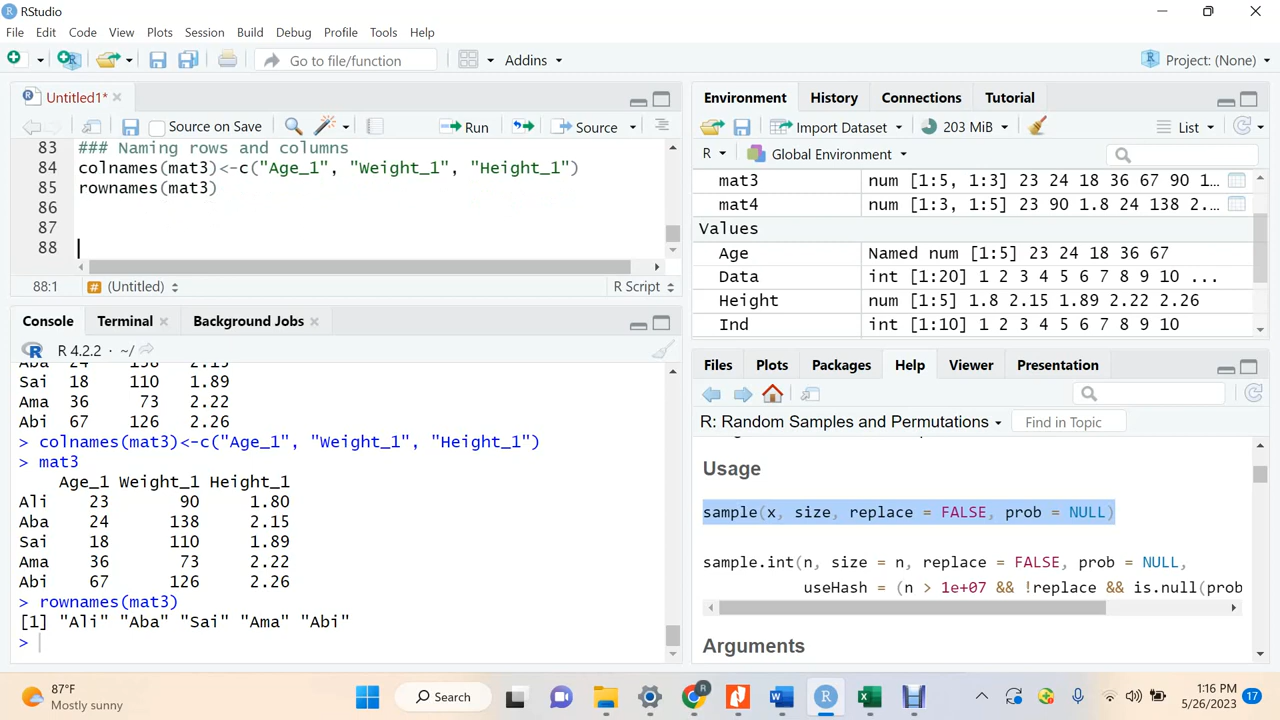 RStudio
File Edit Code View Plots Session Build Debug Profile Tools Help
Go to file/function Addins Project: (None)
Untitled1*
Source on Save Run Source
83 ### Naming rows and columns
84 colnames(mat3)<-c("Age_1", "Weight_1", "Height_1")
85 rownames(mat3)
86
87
88
88:1 # (Untitled) R Script
Console Terminal Background Jobs
R R 4.2.2 · ~/
Sai 18 110 1.89
Ama 36 73 2.22
Abi 67 126 2.26
> colnames(mat3)<-c("Age_1", "Weight_1", "Height_1")
> mat3
Age_1 Weight_1 Height_1
Ali 23 90 1.80
Aba 24 138 2.15
Sai 18 110 1.89
Ama 36 73 2.22
Abi 67 126 2.26
> rownames(mat3)
[1] "Ali" "Aba" "Sai" "Ama" "Abi"
>
Environment History Connections Tutorial
Import Dataset 203 MiB List
R Global Environment
mat3 num [1:5, 1:3] 23 24 18 36 67 90 1...
mat4 num [1:3, 1:5] 23 90 1.8 24 138 2...
Values
Age Named num [1:5] 23 24 18 36 67
Data int [1:20] 1 2 3 4 5 6 7 8 9 10 ...
Height num [1:5] 1.8 2.15 1.89 2.22 2.26
Ind int [1:10] 1 2 3 4 5 6 7 8 9 10
Files Plots Packages Help Viewer Presentation
R: Random Samples and Permutations Find in Topic
Usage
sample(x, size, replace = FALSE, prob = NULL)
sample.int(n, size = n, replace = FALSE, prob = NULL,
useHash = (n > 1e+07 && !replace && is.null(prob
Arguments
87°F
Mostly sunny
Search
1:16 PM
5/26/2023
17